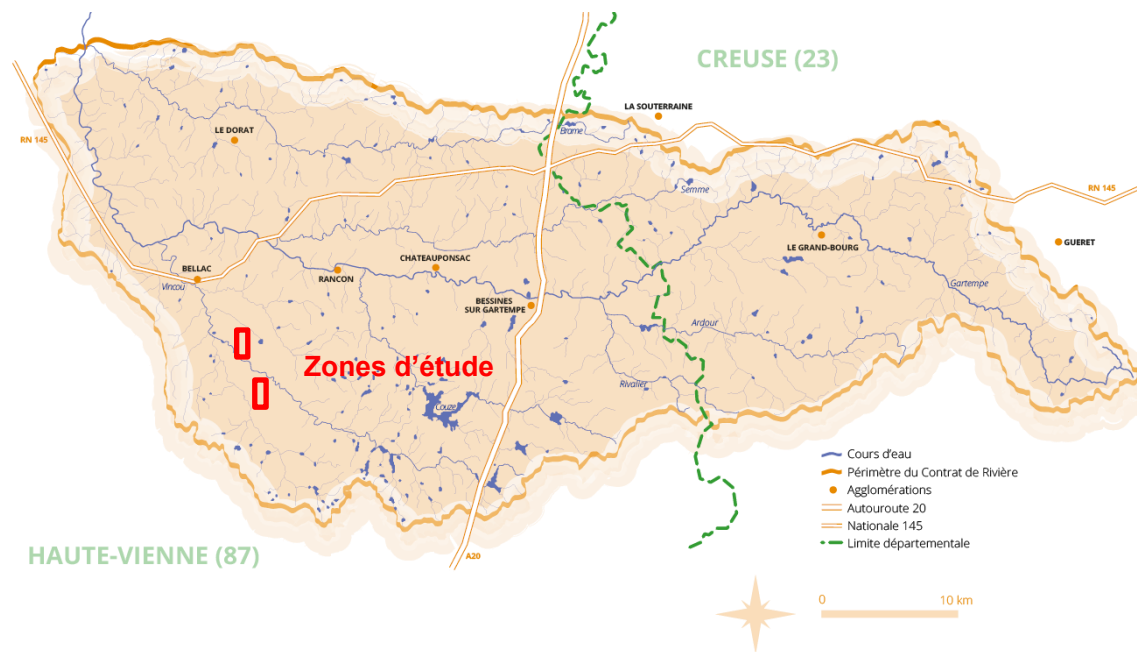 CREUSE (23)
LA SOUTERRAINE
LE DORAT
Brame
RN 145
Semme
RN 145
LE GRAND-BOURG
GUERET
CHATEAUPONSAC
BELLAC
RANCON
Vincou
Gartempe
BESSINES
SUR GARTEMPE
Ardour
Zones d'étude
Rivalier
Couze
Cours d'eau
Périmètre du Contrat de Rivière
Agglomérations
Autouroute 20
Nationale 145
Limite départementale
HAUTE-VIENNE (87)
A20
0
10 km